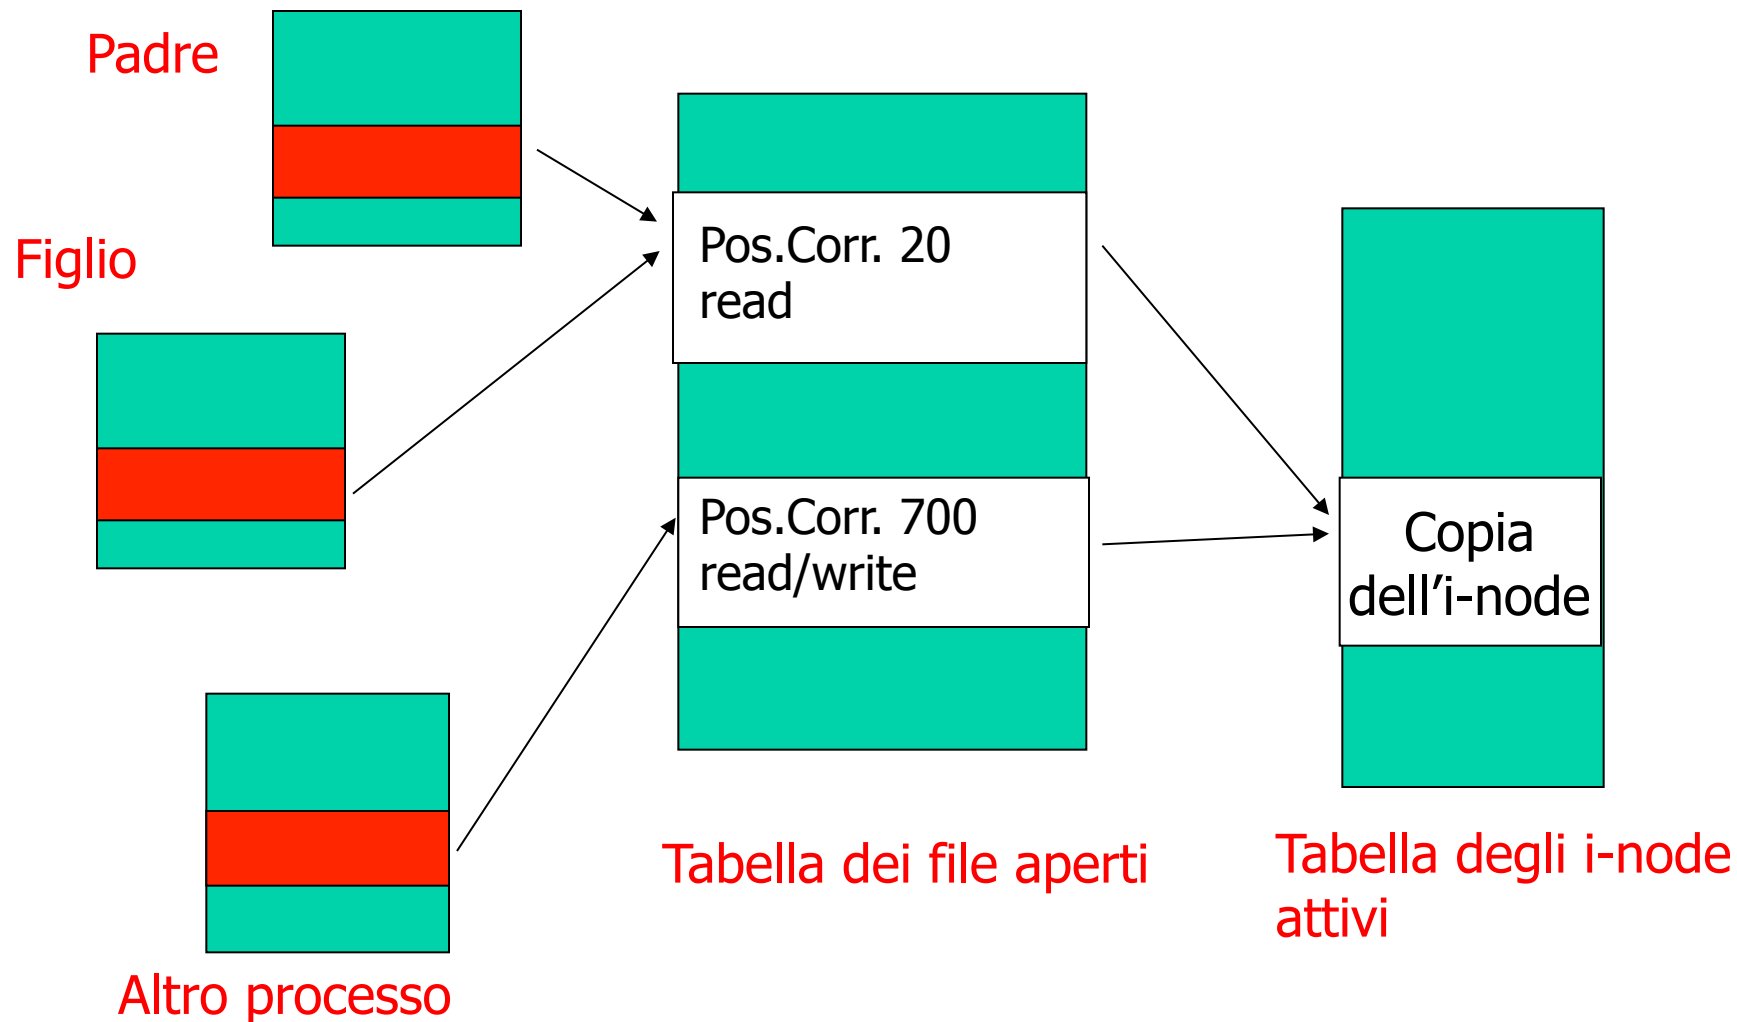 Padre
Figlio
Pos.Corr. 20
read
Pos.Corr. 700
read/write
Copia
dell’i-node
Tabella dei file aperti
Tabella degli i-node
attivi
Altro processo